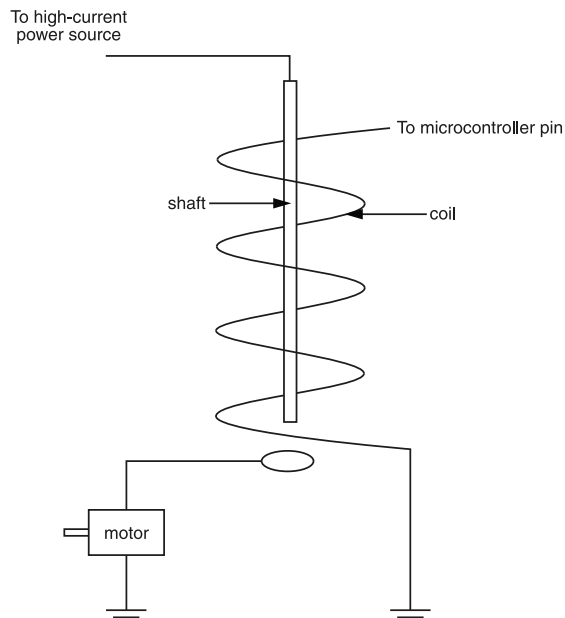 To high-current
power source
To microcontroller pin
shaft
coil
motor